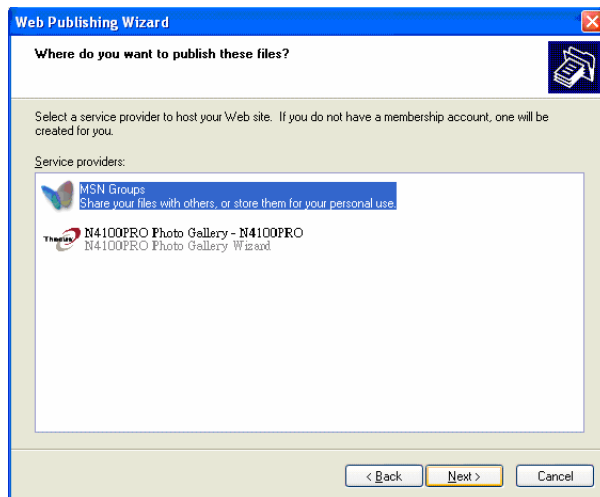 Web Publishing Wizard
Where do you want to publish these files?
Select a service provider to host your Web site. If you do not have a membership account, one will be
created for you.
Service providers:
MSN Groups
Share your files with others, or store them for your personal use.
Thecus
N4100PRO Photo Gallery - N4100PRO
N4100PRO Photo Gallery Wizard
< Back
Next >
Cancel